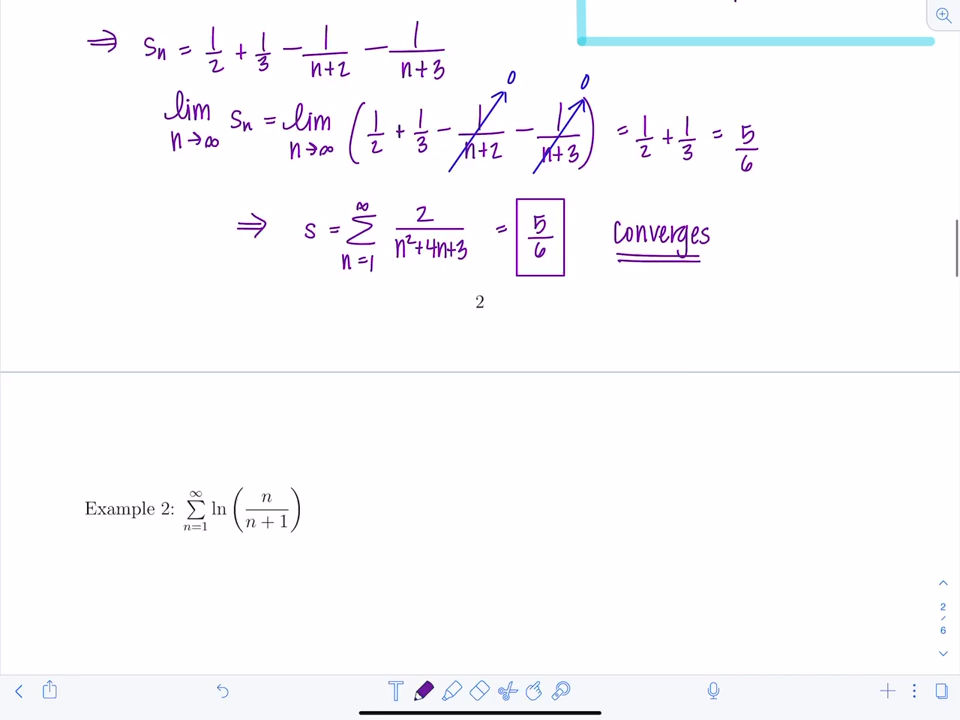 ⇒ Sn = 1/2 + 1/3 − 1/(n+2) − 1/(n+3)
lim n→∞ Sn = lim n→∞ (1/2 + 1/3 − 1/(n+2) − 1/(n+3)) = 1/2 + 1/3 = 5/6
0 0
⇒ s = ∑ n=1 ∞ 2/(n²+4n+3) = 5/6 converges
2
Example 2: ∑ n=1 ∞ ln (n/(n + 1))
2
/
6
T